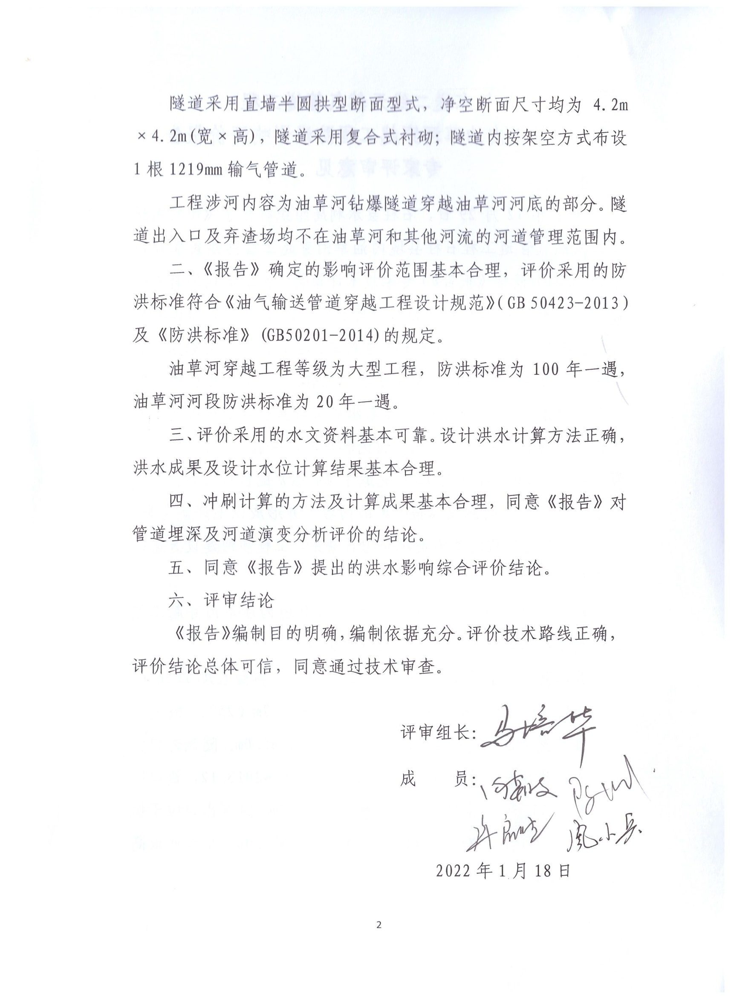 隧道采用直墙半圆拱型断面型式，净空断面尺寸均为 4.2m
×4.2m(宽×高)，隧道采用复合式衬砌；隧道内按架空方式布设
1 根 1219mm 输气管道。
工程涉河内容为油草河钻爆隧道穿越油草河河底的部分。隧
道出入口及弃渣场均不在油草河和其他河流的河道管理范围内。
二、《报告》确定的影响评价范围基本合理，评价采用的防
洪标准符合《油气输送管道穿越工程设计规范》(GB 50423-2013)
及《防洪标准》(GB50201-2014)的规定。
油草河穿越工程等级为大型工程，防洪标准为 100 年一遇，
油草河河段防洪标准为 20 年一遇。
三、评价采用的水文资料基本可靠。设计洪水计算方法正确，
洪水成果及设计水位计算结果基本合理。
四、冲刷计算的方法及计算成果基本合理，同意《报告》对
管道埋深及河道演变分析评价的结论。
五、同意《报告》提出的洪水影响综合评价结论。
六、评审结论
《报告》编制目的明确，编制依据充分。评价技术路线正确，
评价结论总体可信，同意通过技术审查。
评审组长：马培华
成 员：
2022 年 1 月 18 日
2